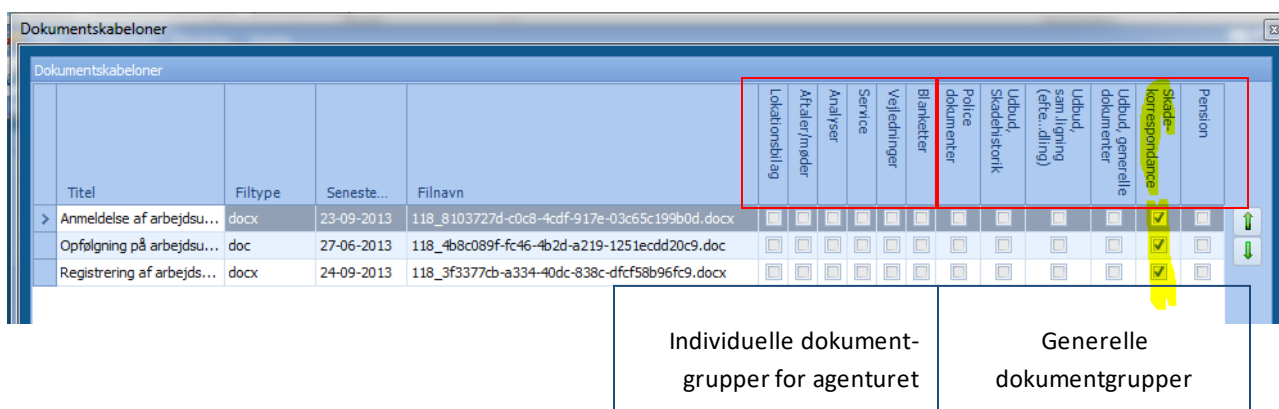 Dokumentskabeloner
Dokumentskabeloner
Titel
Filtype
Seneste...
Filnavn
Lokationsbilag
Aftaler/møder
Analyser
Service
Vejledninger
Blanketter
Police
dokumenter
Udbud,
Skadehistorik
Udbud,
sam.ligning
(efte..dling)
Udbud, generelle
dokumenter
Skade-
korrespondance
Pension
Anmeldelse af arbejdsu... docx 23-09-2013 118_8103727d-c0c8-4cdf-917e-03c65c199b0d.docx
Opfølgning på arbejdsu... doc 27-06-2013 118_4b8c089f-fc46-4b2d-a219-1251ecdd20c9.doc
Registrering af arbejds... docx 24-09-2013 118_3f3377cb-a334-40dc-838c-dfcf58b96fc9.docx
Individuelle dokument-
grupper for agenturet
Generelle
dokumentgrupper